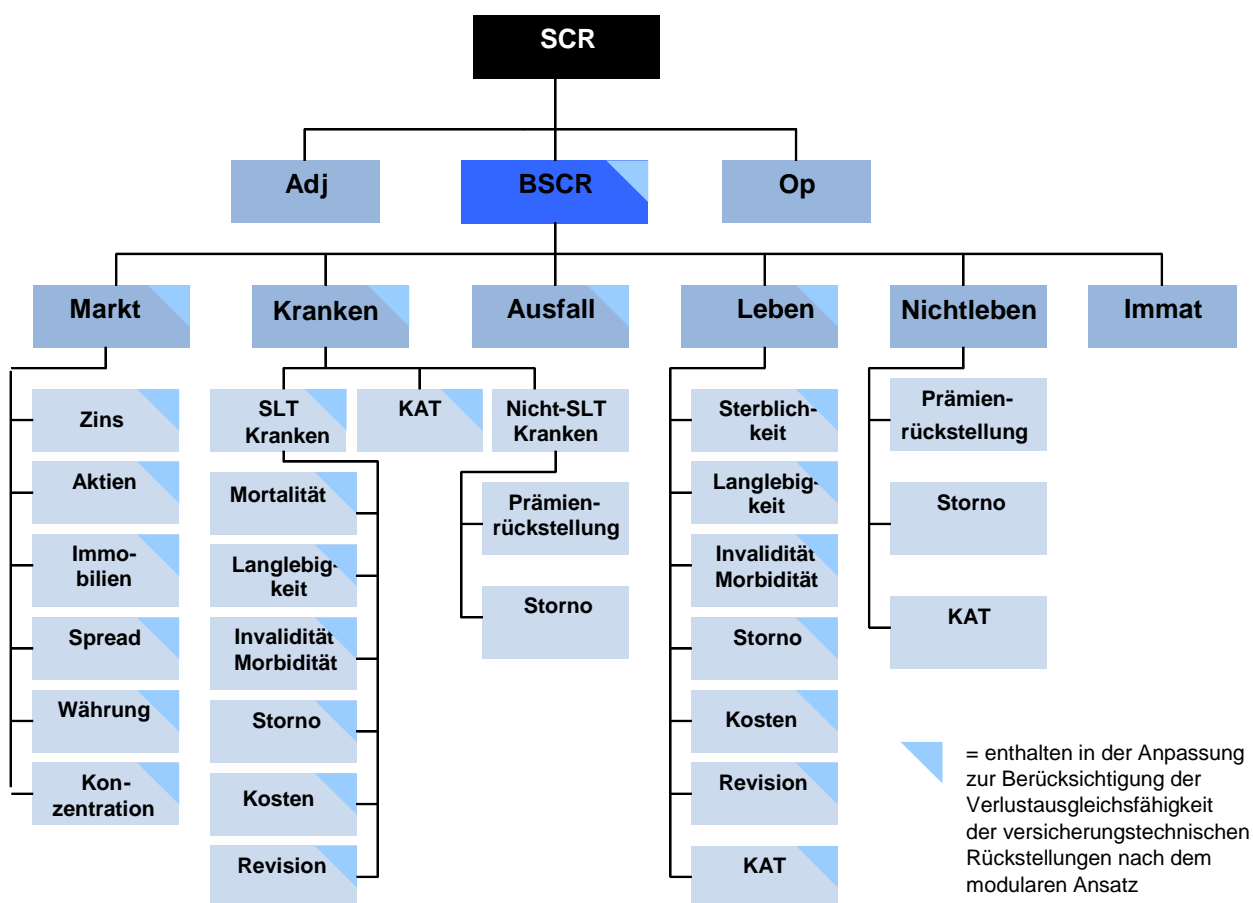 SCR
Adj
BSCR
Op
Markt
Kranken
Ausfall
Leben
Nichtleben
Immat
Zins
Aktien
Immo-
bilien
Spread
Währung
Kon-
zentration
SLT
Kranken
Mortalität
Langlebig-
keit
Invalidität
Morbidität
Storno
Kosten
Revision
KAT
Nicht-SLT
Kranken
Prämien-
rückstellung
Storno
Sterblich-
keit
Langlebig-
keit
Invalidität
Morbidität
Storno
Kosten
Revision
KAT
Prämien-
rückstellung
Storno
KAT
= enthalten in der Anpassung
zur Berücksichtigung der
Verlustausgleichsfähigkeit
der versicherungstechnischen
Rückstellungen nach dem
modularen Ansatz